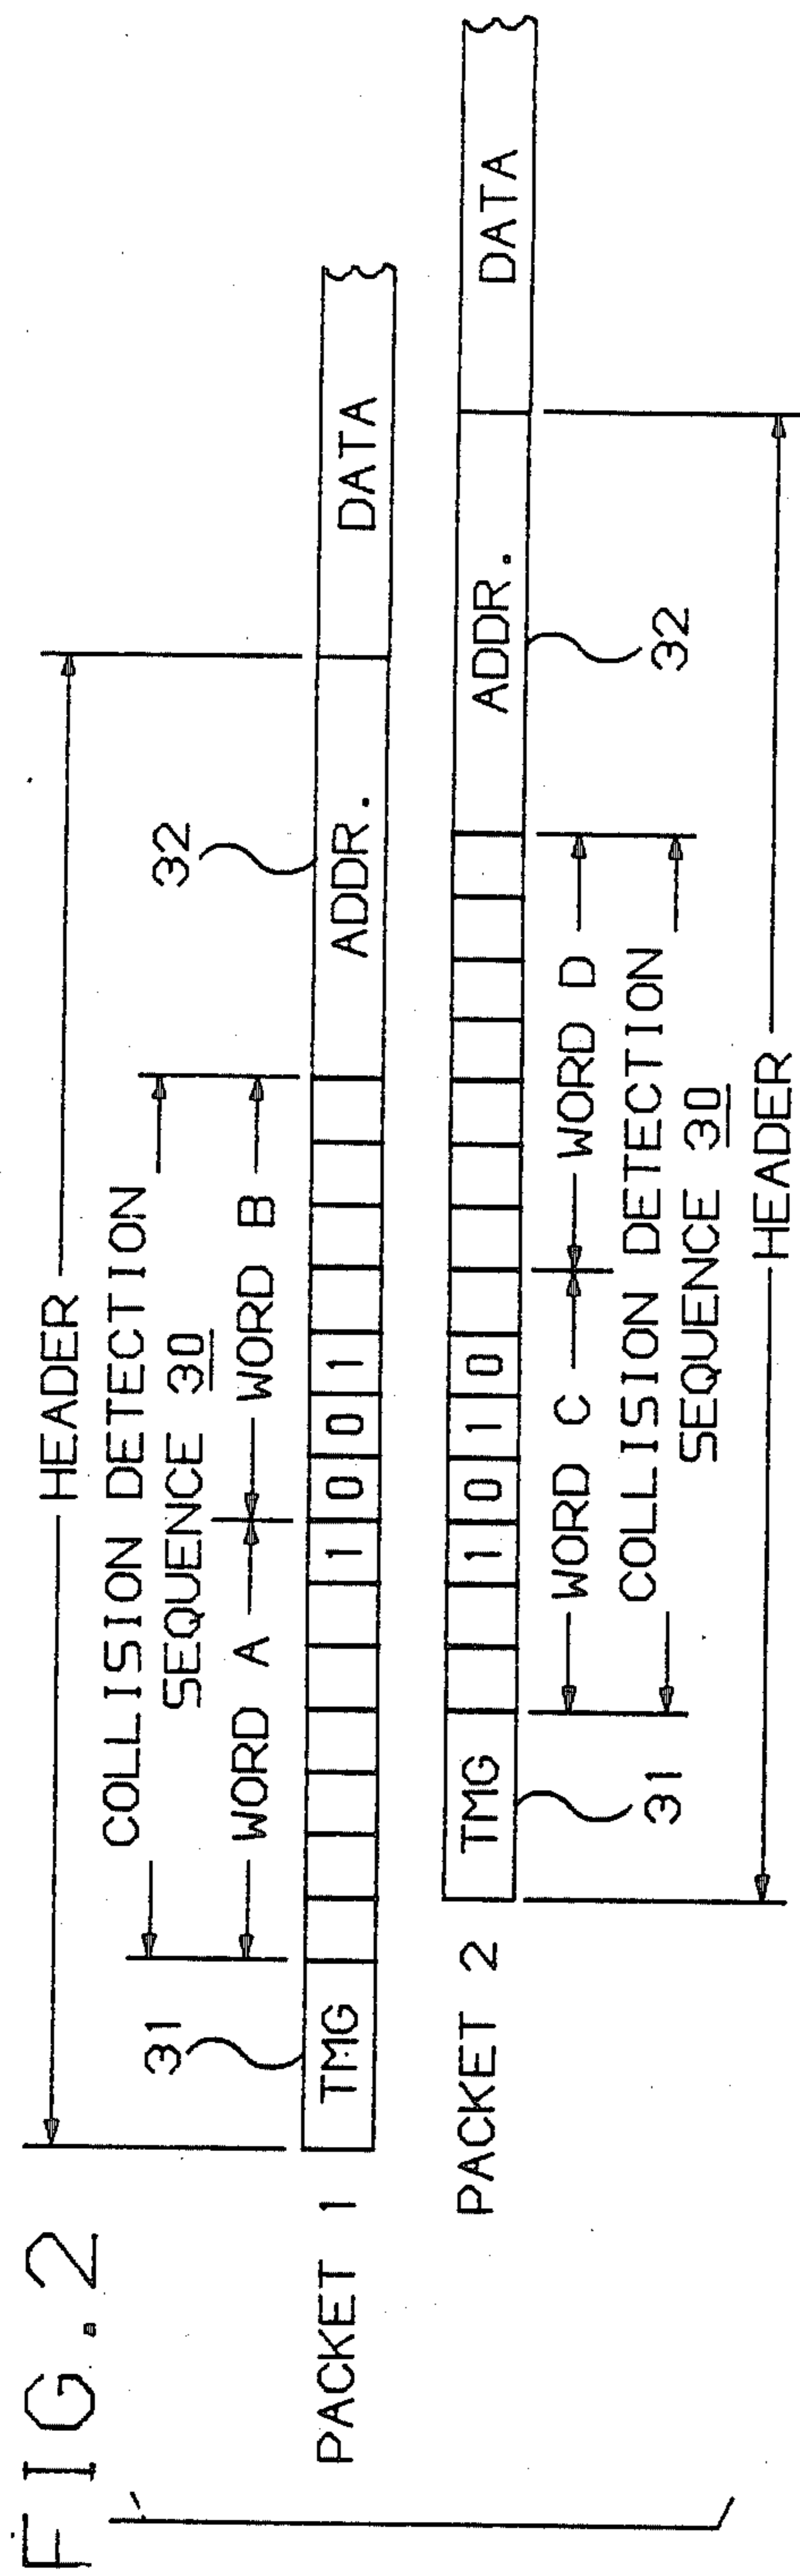 FIG. 2
HEADER
COLLISION DETECTION
SEQUENCE 30
WORD A
WORD B
31
32
PACKET 1
TMG
1
0
0
1
ADDR.
DATA
PACKET 2
TMG
1
0
1
0
ADDR.
DATA
31
32
WORD C
WORD D
COLLISION DETECTION
SEQUENCE 30
HEADER